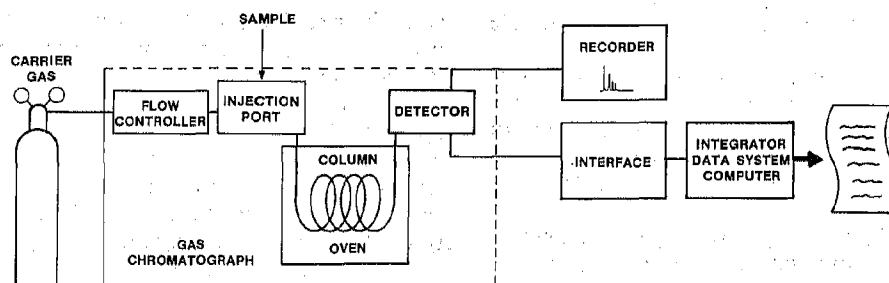 SAMPLE
CARRIER
GAS
FLOW
CONTROLLER
INJECTION
PORT
DETECTOR
RECORDER
COLUMN
OVEN
GAS
CHROMATOGRAPH
INTERFACE
INTEGRATOR
DATA SYSTEM
COMPUTER